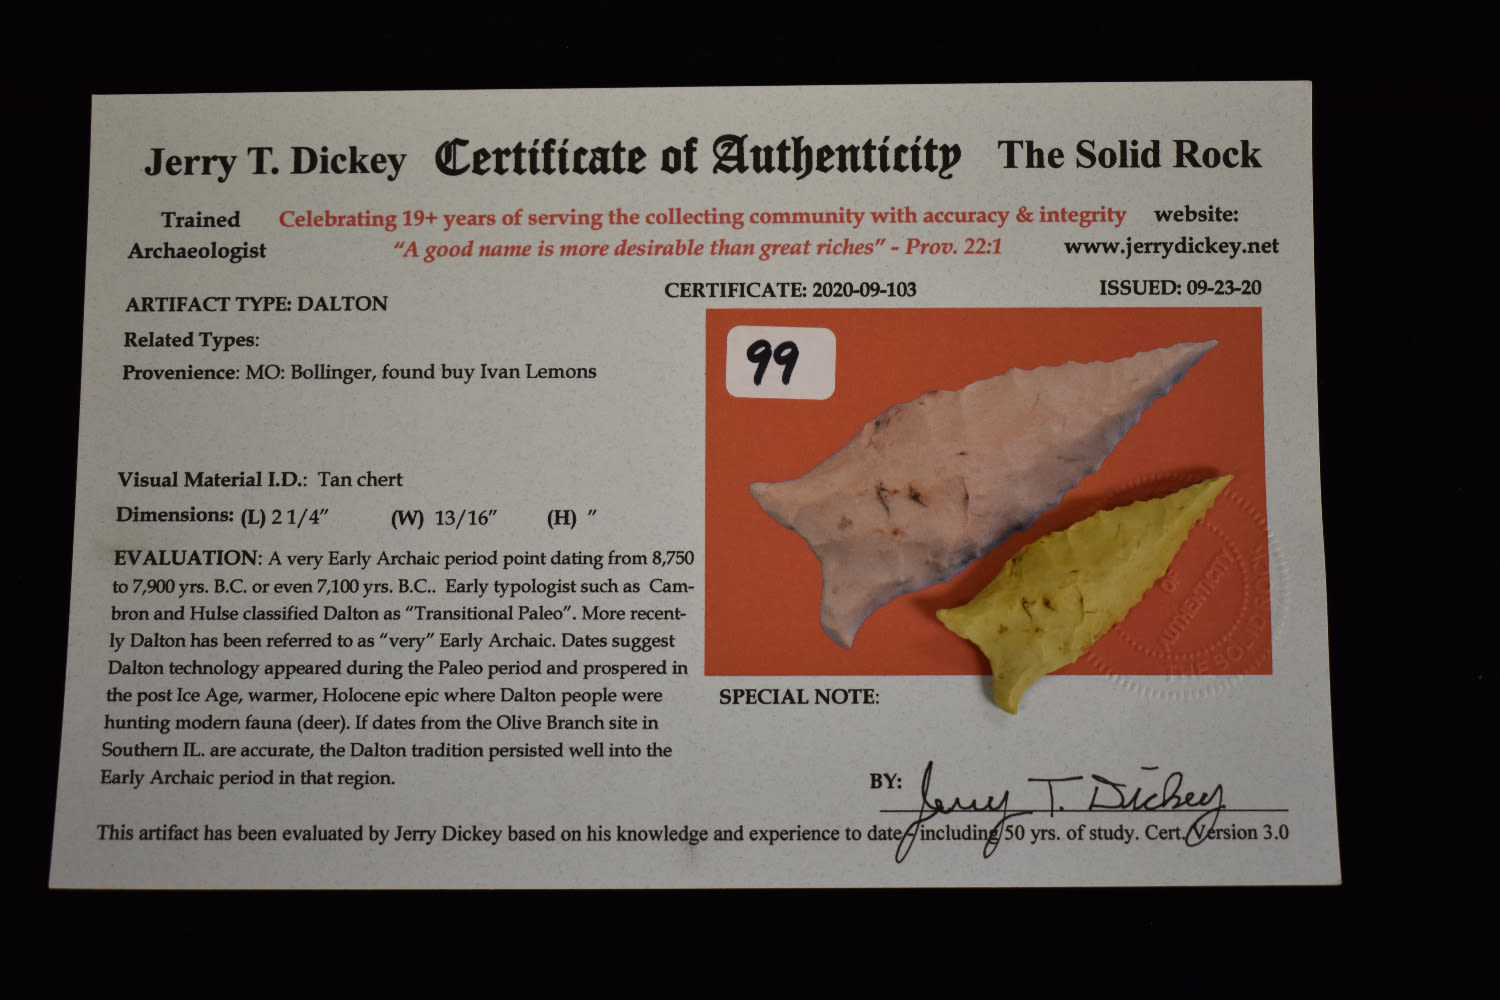 Jerry T. Dickey Certificate of Authenticity The Solid Rock
Trained Celebrating 19+ years of serving the collecting community with accuracy & integrity website:
Archaeologist “A good name is more desirable than great riches” - Prov. 22:1 www.jerrydickey.net
CERTIFICATE: 2020-09-103 ISSUED: 09-23-20
ARTIFACT TYPE: DALTON
Related Types:
Provenience: MO: Bollinger, found buy Ivan Lemons
99
Visual Material I.D.: Tan chert
Dimensions: (L) 2 1/4” (W) 13/16” (H) ”
EVALUATION: A very Early Archaic period point dating from 8,750
to 7,900 yrs. B.C. or even 7,100 yrs. B.C.. Early typologist such as Cam-
bron and Hulse classified Dalton as “Transitional Paleo”. More recent-
ly Dalton has been referred to as “very” Early Archaic. Dates suggest
Dalton technology appeared during the Paleo period and prospered in
the post Ice Age, warmer, Holocene epic where Dalton people were
hunting modern fauna (deer). If dates from the Olive Branch site in
Southern IL. are accurate, the Dalton tradition persisted well into the
Early Archaic period in that region.
OF
AUTHENTICITY
THE SOLID
SPECIAL NOTE:
BY: Jerry T. Dickey
This artifact has been evaluated by Jerry Dickey based on his knowledge and experience to date, including 50 yrs. of study. Cert. Version 3.0